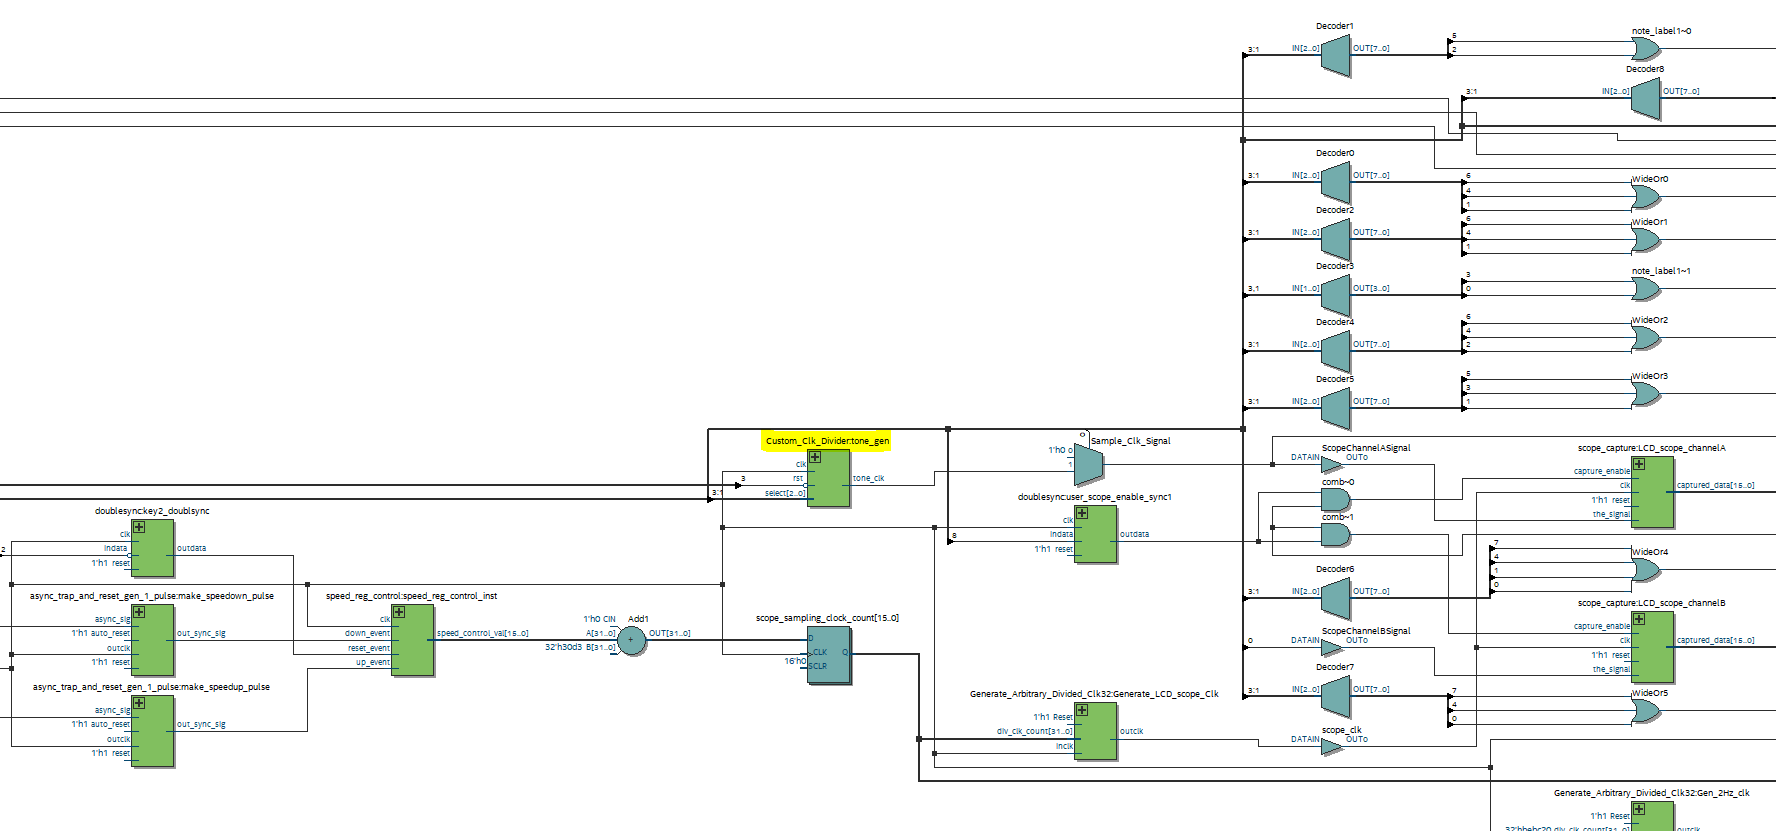 Decoder1
3:1 IN[2..0] OUT[7..0]
5
2
note_label1~0
Decoder8
3:1 IN[2..0] OUT[7..0]
Decoder0
3:1 IN[2..0] OUT[7..0]
6
4
1
WideOr0
Decoder2
3:1 IN[2..0] OUT[7..0]
6
4
1
WideOr1
Decoder3
3,1 IN[1..0] OUT[3..0]
3
0
note_label1~1
Decoder4
3:1 IN[2..0] OUT[7..0]
6
4
2
WideOr2
Decoder5
3:1 IN[2..0] OUT[7..0]
5
3
1
WideOr3
Custom_Clk_Divider:tone_gen
clk
3 rst
3:1 select[2..0]
tone_clk
Sample_Clk_Signal
0
1'h0 0
1
ScopeChannelASignal
DATAIN OUT0
scope_capture:LCD_scope_channelA
capture_enable
clk
1'h1 reset
the_signal
captured_data[15..0]
comb~0
comb~1
doublesync:user_scope_enable_sync1
clk
8 indata
1'h1 reset
outdata
doublesync:key2_doublsync
clk
2 indata
1'h1 reset
outdata
async_trap_and_reset_gen_1_pulse:make_speedown_pulse
async_sig
1'h1 auto_reset
outclk
1'h1 reset
out_sync_sig
speed_reg_control:speed_reg_control_inst
clk
down_event
reset_event
up_event
speed_control_val[15..0]
1'h0 CIN
A[31..0]
32'h30d3 B[31..0]
Add1
+
OUT[31..0]
scope_sampling_clock_count[15..0]
D
CLK
16'h0 SCLR
Q
async_trap_and_reset_gen_1_pulse:make_speedup_pulse
async_sig
1'h1 auto_reset
outclk
1'h1 reset
out_sync_sig
Decoder6
3:1 IN[2..0] OUT[7..0]
7
4
1
0
WideOr4
ScopeChannelBSignal
0 DATAIN OUT0
scope_capture:LCD_scope_channelB
capture_enable
clk
1'h1 reset
the_signal
captured_data[15..0]
Decoder7
3:1 IN[2..0] OUT[7..0]
7
4
0
WideOr5
Generate_Arbitrary_Divided_Clk32:Generate_LCD_scope_Clk
1'h1 Reset
div_clk_count[31..0]
inclk
outclk
scope_clk
DATAIN OUT0
Generate_Arbitrary_Divided_Clk32:Gen_2Hz_clk
1'h1 Reset
32'hbebc20 div_clk_count[31..0]
outclk